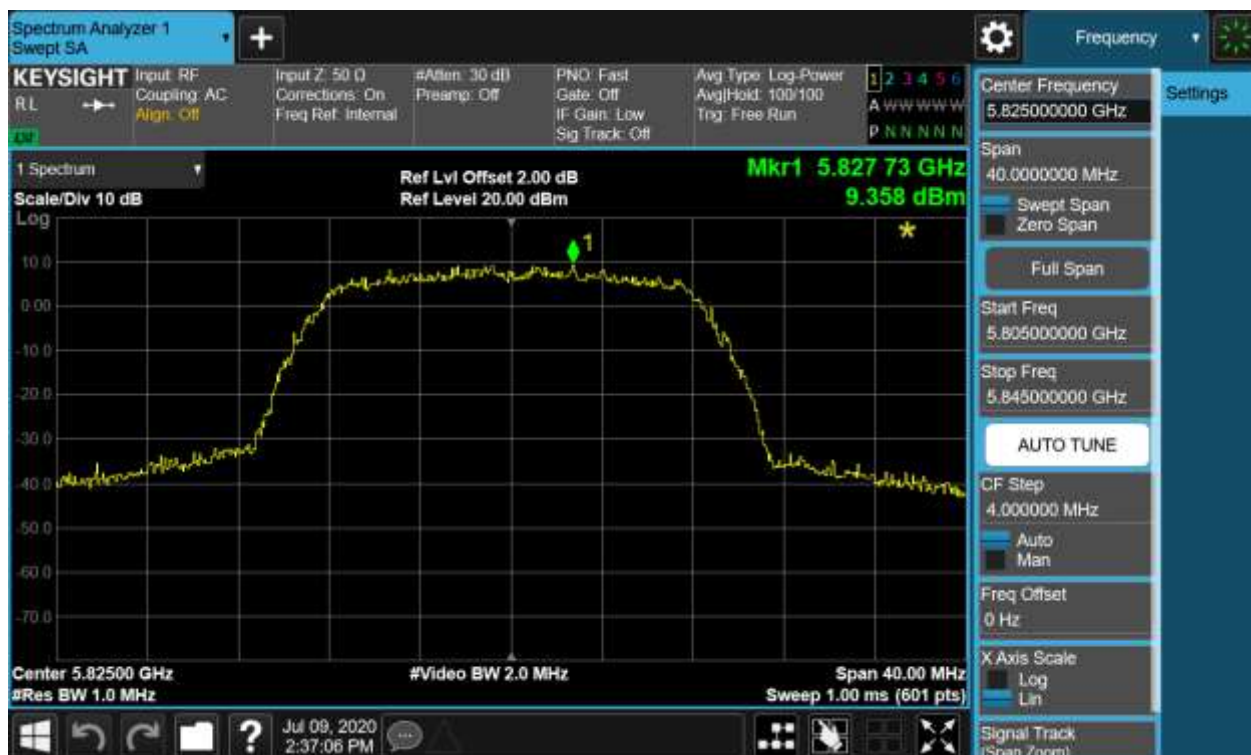 Spectrum Analyzer 1
Swept SA
Frequency
KEYSIGHT
RL
Input: RF
Coupling: AC
Align: Off
Input Z: 50 Ω
Corrections: On
Freq Ref: Internal
#Atten: 30 dB
Preamp: Off
PNO: Fast
Gate: Off
IF Gain: Low
Sig Track: Off
Avg Type: Log-Power
Avg|Hold: 100/100
Trig: Free Run
1 2 3 4 5 6
A W W W W W
P N N N N N
1 Spectrum
Scale/Div 10 dB
Log
Ref Lvl Offset 2.00 dB
Ref Level 20.00 dBm
Mkr1 5.827 73 GHz
9.358 dBm
1
10.0
0.00
-10.0
-20.0
-30.0
-40.0
-50.0
-60.0
-70.0
Center 5.82500 GHz
#Res BW 1.0 MHz
#Video BW 2.0 MHz
Span 40.00 MHz
Sweep 1.00 ms (601 pts)
Center Frequency
5.825000000 GHz
Settings
Span
40.0000000 MHz
Swept Span
Zero Span
Full Span
Start Freq
5.805000000 GHz
Stop Freq
5.845000000 GHz
AUTO TUNE
CF Step
4.000000 MHz
Auto
Man
Freq Offset
0 Hz
X Axis Scale
Log
Lin
Signal Track
(Span Zoom)
?
Jul 09, 2020
2:37:06 PM